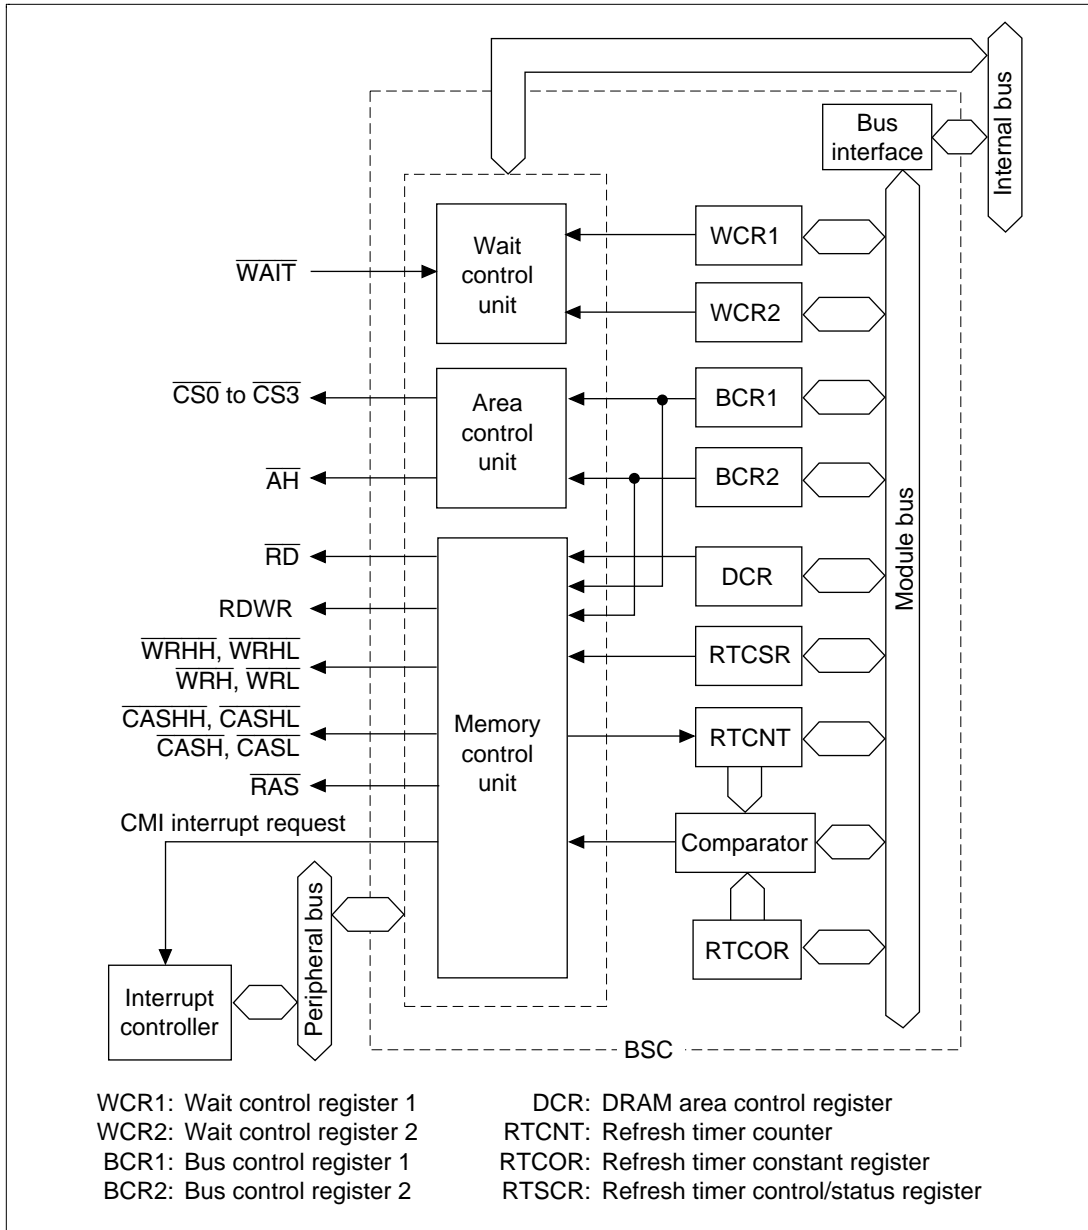 Internal bus
Bus
interface
WCR1
Wait
control
unit
WAIT
WCR2
CS0 to CS3
Area
control
unit
BCR1
AH
BCR2
Module bus
RD
DCR
RDWR
WRHH, WRHL
WRH, WRL
RTCSR
CASHH, CASHL
CASH, CASL
Memory
control
unit
RTCNT
RAS
CMI interrupt request
Comparator
Peripheral bus
RTCOR
Interrupt
controller
BSC
WCR1: Wait control register 1
WCR2: Wait control register 2
BCR1: Bus control register 1
BCR2: Bus control register 2
DCR: DRAM area control register
RTCNT: Refresh timer counter
RTCOR: Refresh timer constant register
RTSCR: Refresh timer control/status register